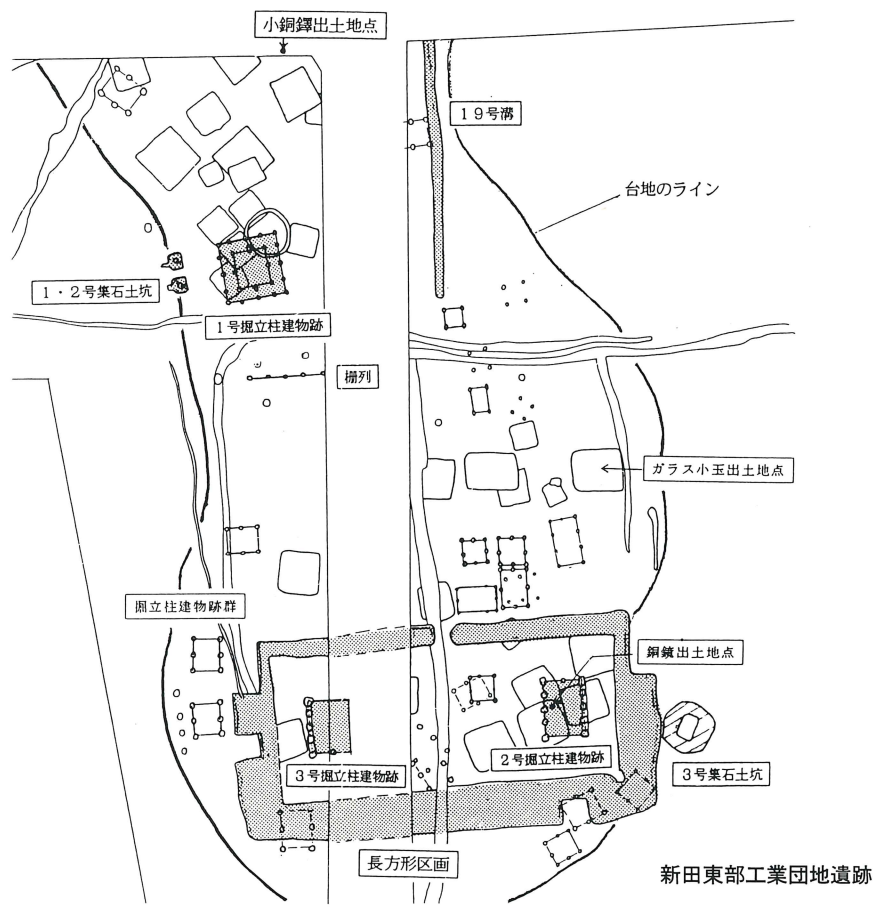 小銅鐸出土地点
19号溝
台地のライン
1・2号集石土坑
1号掘立柱建物跡
柵列
ガラス小玉出土地点
掘立柱建物跡群
銅鏡出土地点
3号掘立柱建物跡
2号掘立柱建物跡
3号集石土坑
長方形区画
新田東部工業団地遺跡